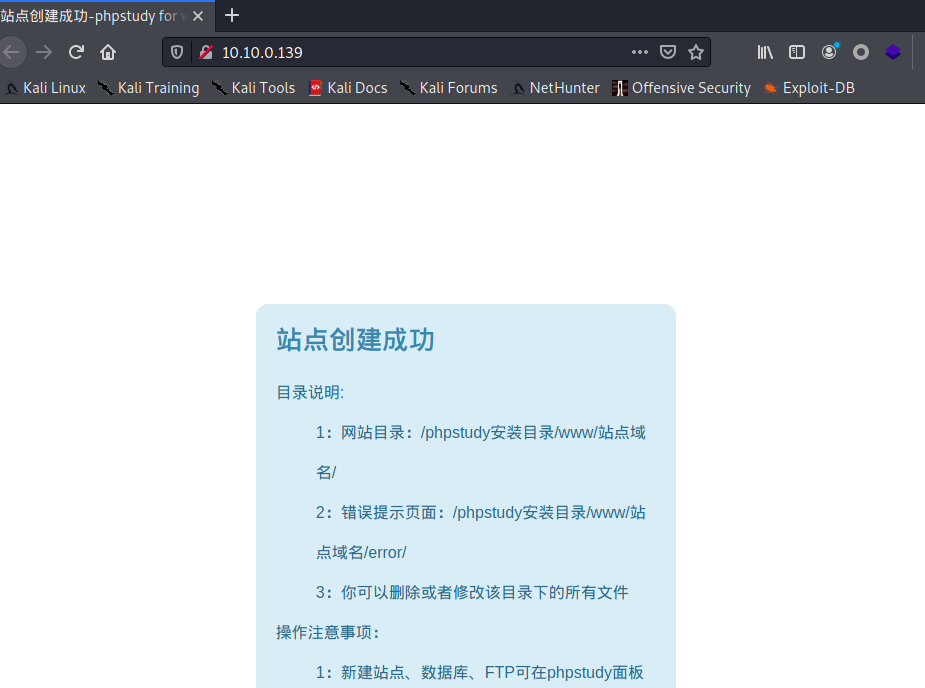 站点创建成功-phpstudy for
10.10.0.139
Kali Linux Kali Training Kali Tools Kali Docs Kali Forums NetHunter Offensive Security Exploit-DB
站点创建成功
目录说明:
1：网站目录：/phpstudy安装目录/www/站点域
名/
2：错误提示页面：/phpstudy安装目录/www/站
点域名/error/
3：你可以删除或者修改该目录下的所有文件
操作注意事项：
1：新建站点、数据库、FTP可在phpstudy面板